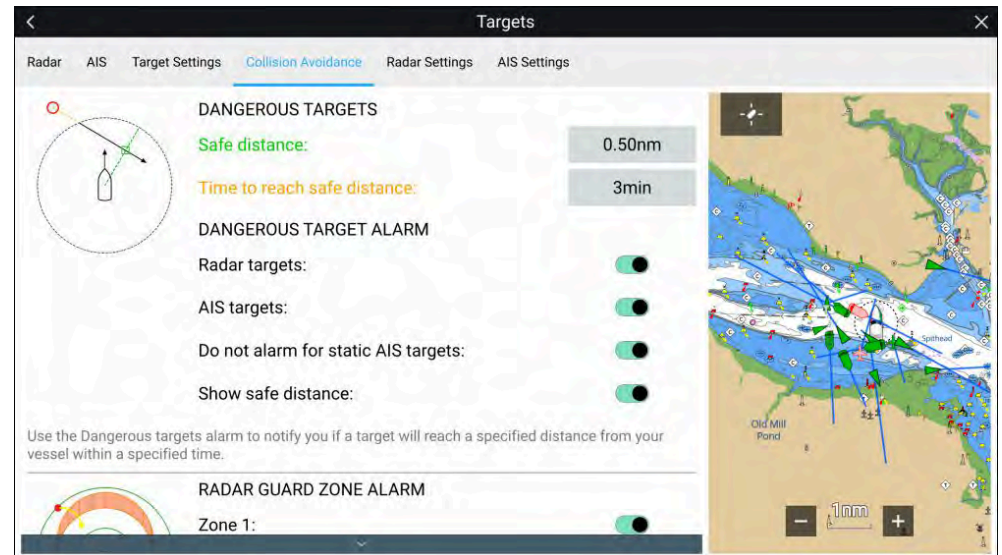 Targets
Radar AIS Target Settings Collision Avoidance Radar Settings AIS Settings
DANGEROUS TARGETS
Safe distance: 0.50nm
Time to reach safe distance: 3min
DANGEROUS TARGET ALARM
Radar targets:
AIS targets:
Do not alarm for static AIS targets:
Show safe distance:
Use the Dangerous targets alarm to notify you if a target will reach a specified distance from your
vessel within a specified time.
RADAR GUARD ZONE ALARM
Zone 1:
Spithead
Old Mill
Pond
1nm